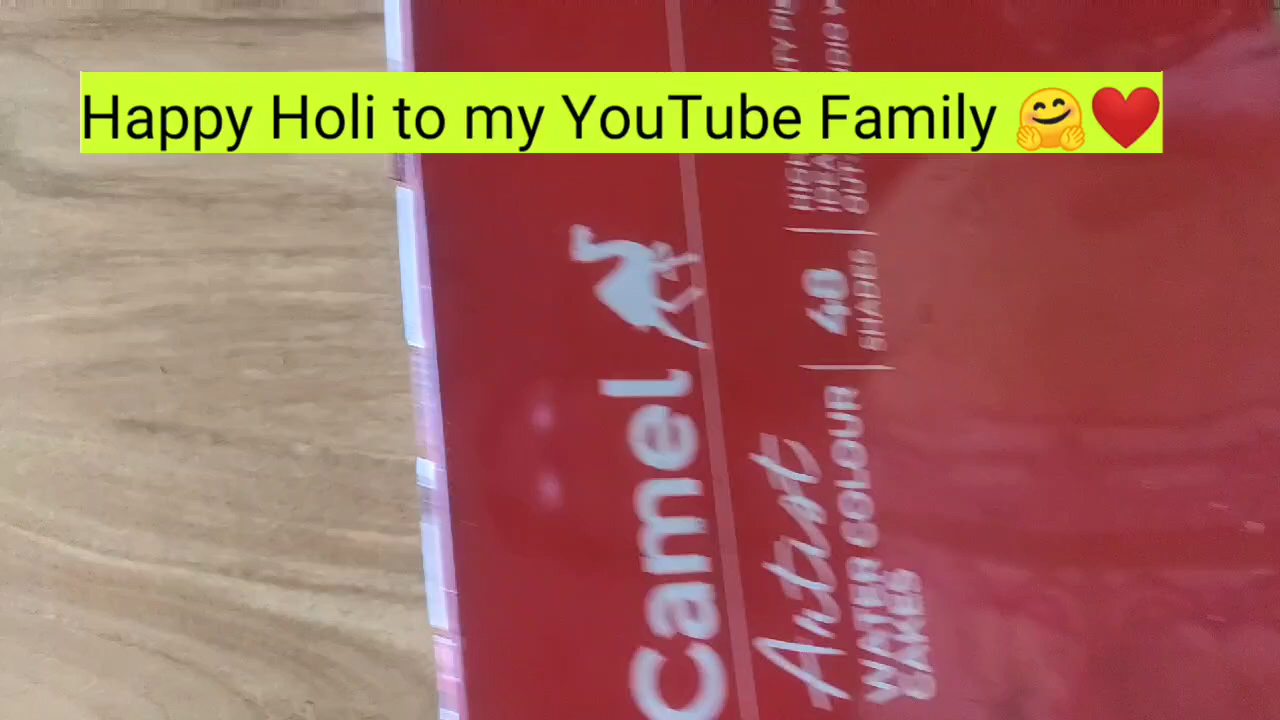 Happy Holi to my YouTube Family 🤗❤️
Camel
Artist
WATER COLOUR
CAKES
48
SHADES